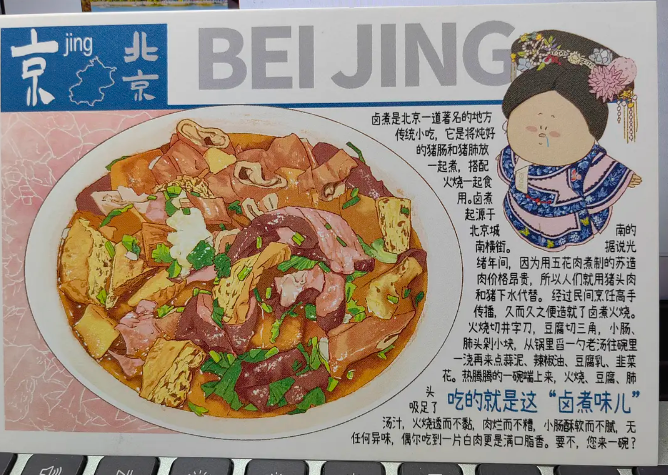 京
jing
北京
BEI JING
卤煮是北京一道著名的地方
传统小吃，它是将炖好
的猪肠和猪肺放
一起煮，搭配
火烧一起食
用。卤煮
起源于
北京城南的
南横街。据说光
绪年间，因为用五花肉煮制的苏造
肉价格昂贵，所以人们就用猪头肉
和猪下水代替。经过民间烹饪高手
传播，久而久之便造就了卤煮火烧。
火烧切井字刀，豆腐切三角，小肠、
肺头剁小块，从锅里舀一勺老汤往碗里
一浇再来点蒜泥、辣椒油、豆腐乳、韭菜
花。热腾腾的一碗端上来，火烧、豆腐、肺头
吸足了
吃的就是这“卤煮味儿”
汤汁，火烧透而不黏，肉烂而不糟，小肠酥软而不腻，无
任何异味，偶尔吃到一片白肉更是满口脂香。要不，您来一碗？